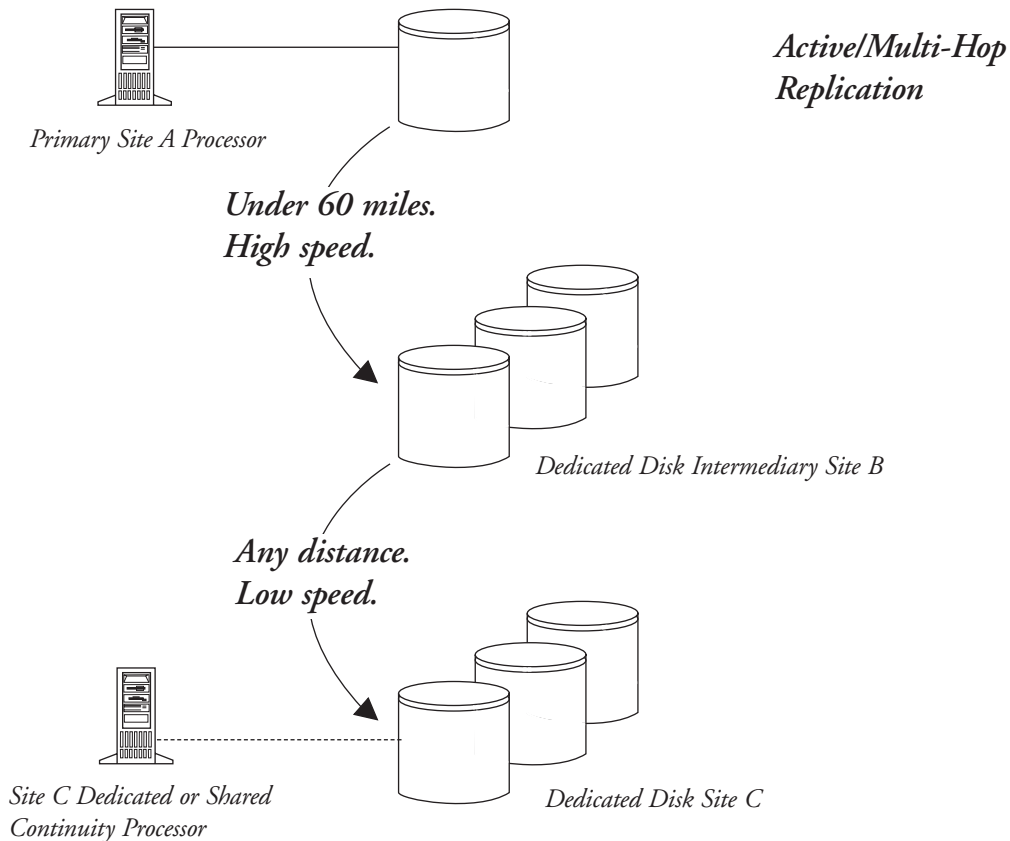 Active/Multi-Hop
Replication
Primary Site A Processor
Under 60 miles.
High speed.
Dedicated Disk Intermediary Site B
Any distance.
Low speed.
Site C Dedicated or Shared
Continuity Processor
Dedicated Disk Site C